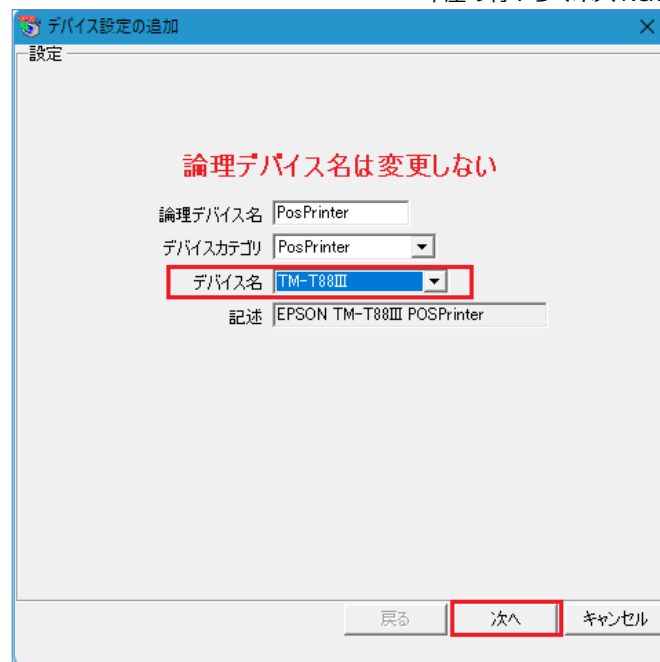 デバイス設定の追加
設定
論理デバイス名は変更しない
論理デバイス名 PosPrinter
デバイスカテゴリ PosPrinter
デバイス名 TM-T88Ⅲ
記述 EPSON TM-T88Ⅲ POSPrinter
戻る 次へ キャンセル